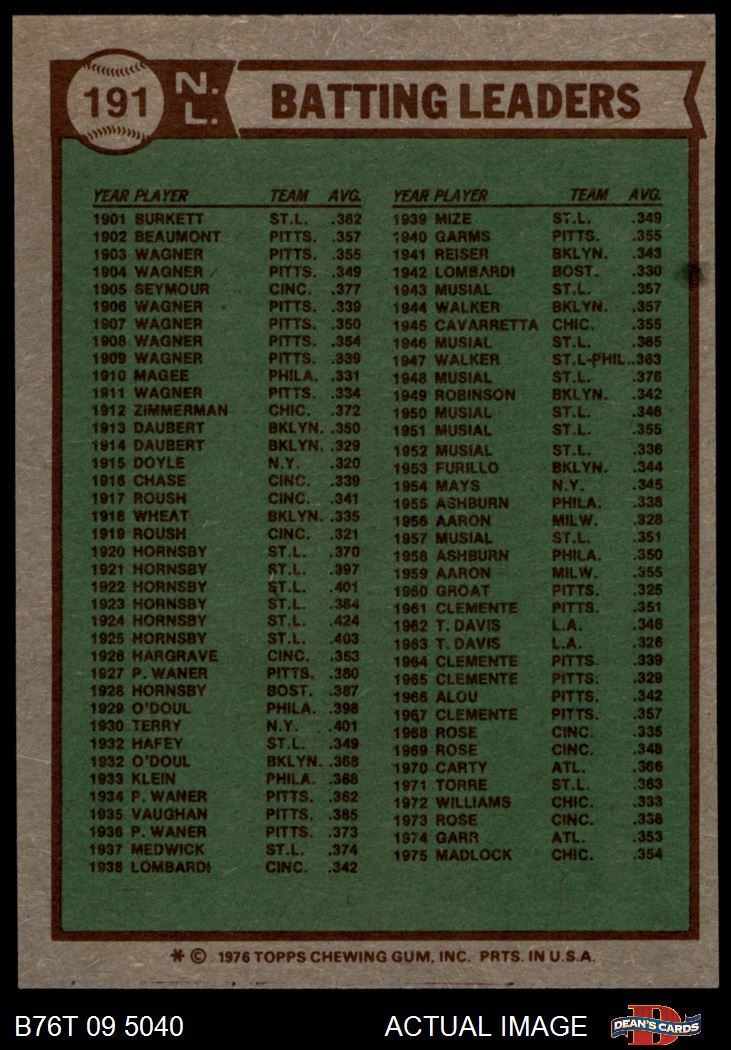 191 N. L. BATTING LEADERS
YEAR PLAYER TEAM AVG.
1901 BURKETT ST.L. .382
1902 BEAUMONT PITTS. .357
1903 WAGNER PITTS. .355
1904 WAGNER PITTS. .349
1905 SEYMOUR CINC. .377
1906 WAGNER PITTS. .339
1907 WAGNER PITTS. .350
1908 WAGNER PITTS. .354
1909 WAGNER PITTS. .339
1910 MAGEE PHILA. .331
1911 WAGNER PITTS. .334
1912 ZIMMERMAN CHIC. .372
1913 DAUBERT BKLYN. .350
1914 DAUBERT BKLYN. .329
1915 DOYLE N.Y. .320
1916 CHASE CINC. .339
1917 ROUSH CINC. .341
1918 WHEAT BKLYN. .335
1919 ROUSH CINC. .321
1920 HORNSBY ST.L. .370
1921 HORNSBY ST.L. .397
1922 HORNSBY ST.L. .401
1923 HORNSBY ST.L. .384
1924 HORNSBY ST.L. .424
1925 HORNSBY ST.L. .403
1926 HARGRAVE CINC. .353
1927 P. WANER PITTS. .380
1928 HORNSBY BOST. .387
1929 O'DOUL PHILA. .398
1930 TERRY N.Y. .401
1932 HAFEY ST.L. .349
1932 O'DOUL BKLYN. .368
1933 KLEIN PHILA. .368
1934 P. WANER PITTS. .362
1935 VAUGHAN PITTS. .385
1936 P. WANER PITTS. .373
1937 MEDWICK ST.L. .374
1938 LOMBARDI CINC. .342
YEAR PLAYER TEAM AVG.
1939 MIZE ST.L. .349
1940 GARMS PITTS. .355
1941 REISER BKLYN. .343
1942 LOMBARDI BOST. .330
1943 MUSIAL ST.L. .357
1944 WALKER BKLYN. .357
1945 CAVARRETTA CHIC. .355
1946 MUSIAL ST.L. .365
1947 WALKER ST.L-PHIL..363
1948 MUSIAL ST.L. .376
1949 ROBINSON BKLYN. .342
1950 MUSIAL ST.L. .346
1951 MUSIAL ST.L. .355
1952 MUSIAL ST.L. .336
1953 FURILLO BKLYN. .344
1954 MAYS N.Y. .345
1955 ASHBURN PHILA. .338
1956 AARON MILW. .328
1957 MUSIAL ST.L. .351
1958 ASHBURN PHILA. .350
1959 AARON MILW. .355
1960 GROAT PITTS. .325
1961 CLEMENTE PITTS. .351
1962 T. DAVIS L.A. .346
1963 T. DAVIS L.A. .326
1964 CLEMENTE PITTS. .339
1965 CLEMENTE PITTS. .329
1966 ALOU PITTS. .342
1967 CLEMENTE PITTS. .357
1968 ROSE CINC. .335
1969 ROSE CINC. .348
1970 CARTY ATL. .366
1971 TORRE ST.L. .363
1972 WILLIAMS CHIC. .333
1973 ROSE CINC. .338
1974 GARR ATL. .353
1975 MADLOCK CHIC. .354
* © 1976 TOPPS CHEWING GUM, INC. PRTS. IN U.S.A.
B76T 09 5040 ACTUAL IMAGE D DEAN'S CARDS